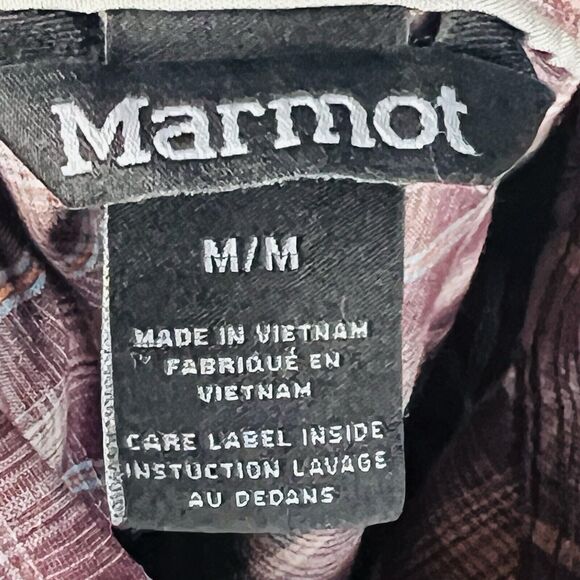 Marmot
M/M
MADE IN VIETNAM
FABRIQUÉ EN
VIETNAM
CARE LABEL INSIDE
INSTUCTION LAVAGE
AU DEDANS